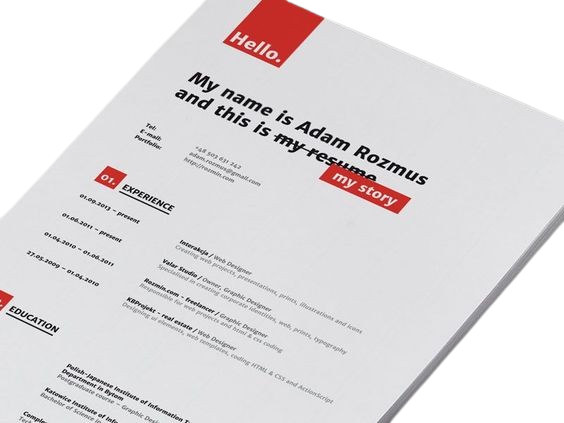 Hello.
My name is Adam Rozmus
and this is my resume
my story
Tel: +48 503 631 242
E-mail: adam.rozmus@gmail.com
Portfolio: http://rozmin.com
01. EXPERIENCE
01.09.2013 – present
Interakcja / Web Designer
Creating web projects, presentations, prints, illustrations and icons
01.06.2011 – present
Valar Studio / Owner, Graphic Designer
Specialised in creating corporate identities, web, prints, typography
01.04.2010 – 01.06.2011
Rozmin.com - freelancer / Graphic Designer
Responsible for web projects and html & css coding
27.05.2009 – 01.04.2010
KBProjekt - real estate / Web Designer
Designing ui elements, web templates, coding HTML & CSS and ActionScript
EDUCATION
Polish-Japanese Institute of Information T
Department in Bytom
Postgraduate course – Graphic Desig
Katowice Institute of Infor
Bachelor of Science in
Comple
Tech